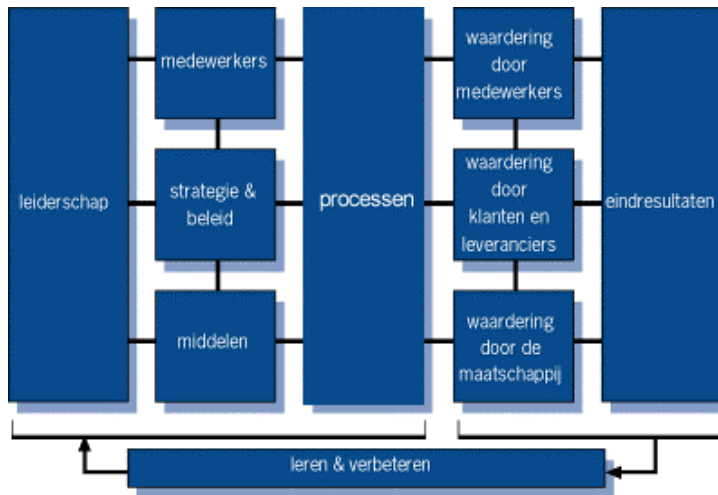 leiderschap
medewerkers
strategie &
beleid
middelen
processen
waardering
door
medewerkers
waardering
door
klanten en
leveranciers
waardering
door de
maatschappij
eindresultaten
leren & verbeteren